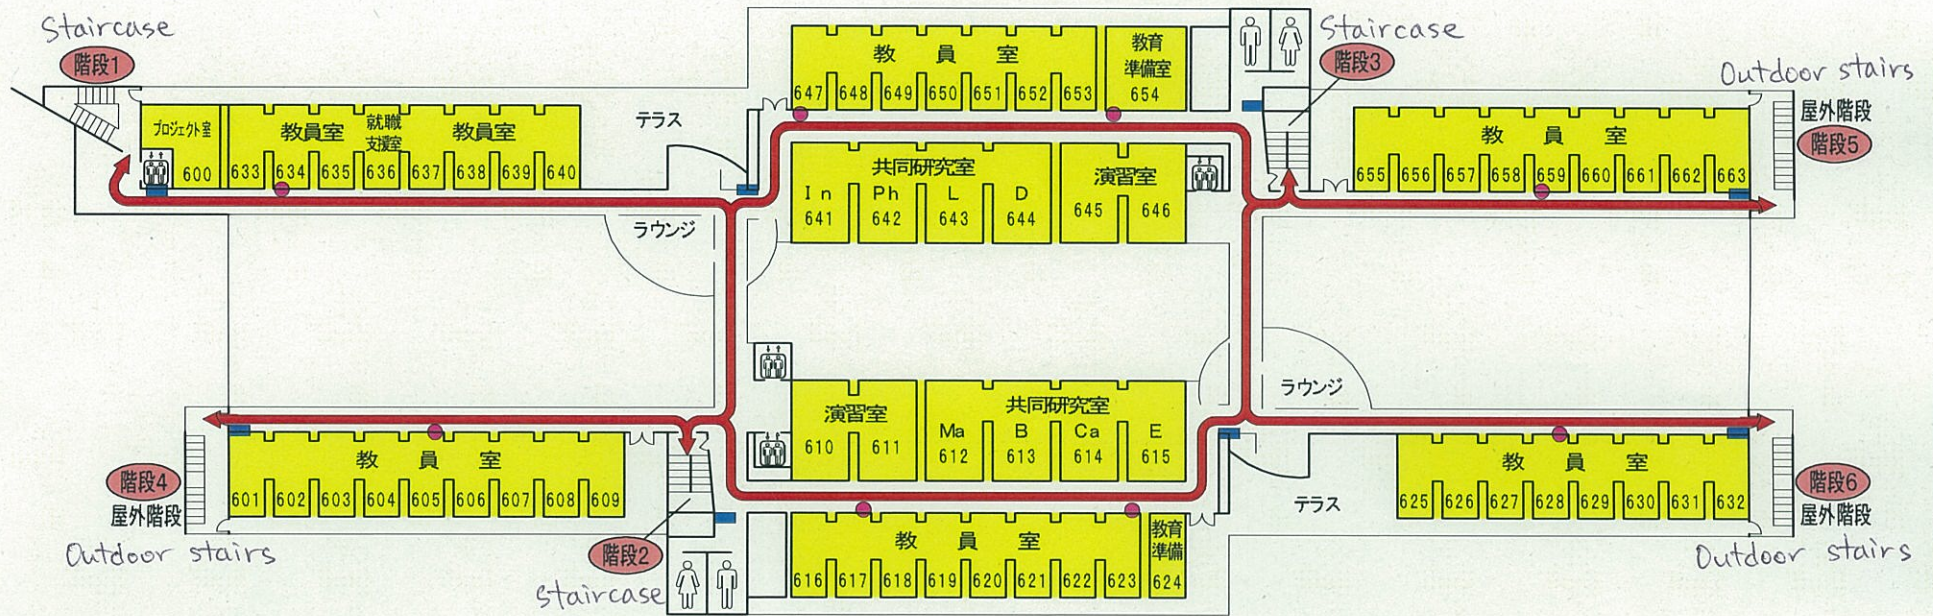 Staircase
階段1
プロジェクト室
600
教員室
就職
支援室
教員室
633 634 635 636 637 638 639 640
テラス
ラウンジ
教員室
647 648 649 650 651 652 653
教育
準備室
654
Staircase
階段3
共同研究室
In Ph L D
641 642 643 644
演習室
645 646
Outdoor stairs
屋外階段
階段5
教員室
655 656 657 658 659 660 661 662 663
階段4
屋外階段
Outdoor stairs
教員室
601 602 603 604 605 606 607 608 609
階段2
Staircase
演習室
610 611
共同研究室
Ma B Ca E
612 613 614 615
教員室
616 617 618 619 620 621 622 623
教育
準備
624
ラウンジ
テラス
教員室
625 626 627 628 629 630 631 632
階段6
屋外階段
Outdoor stairs